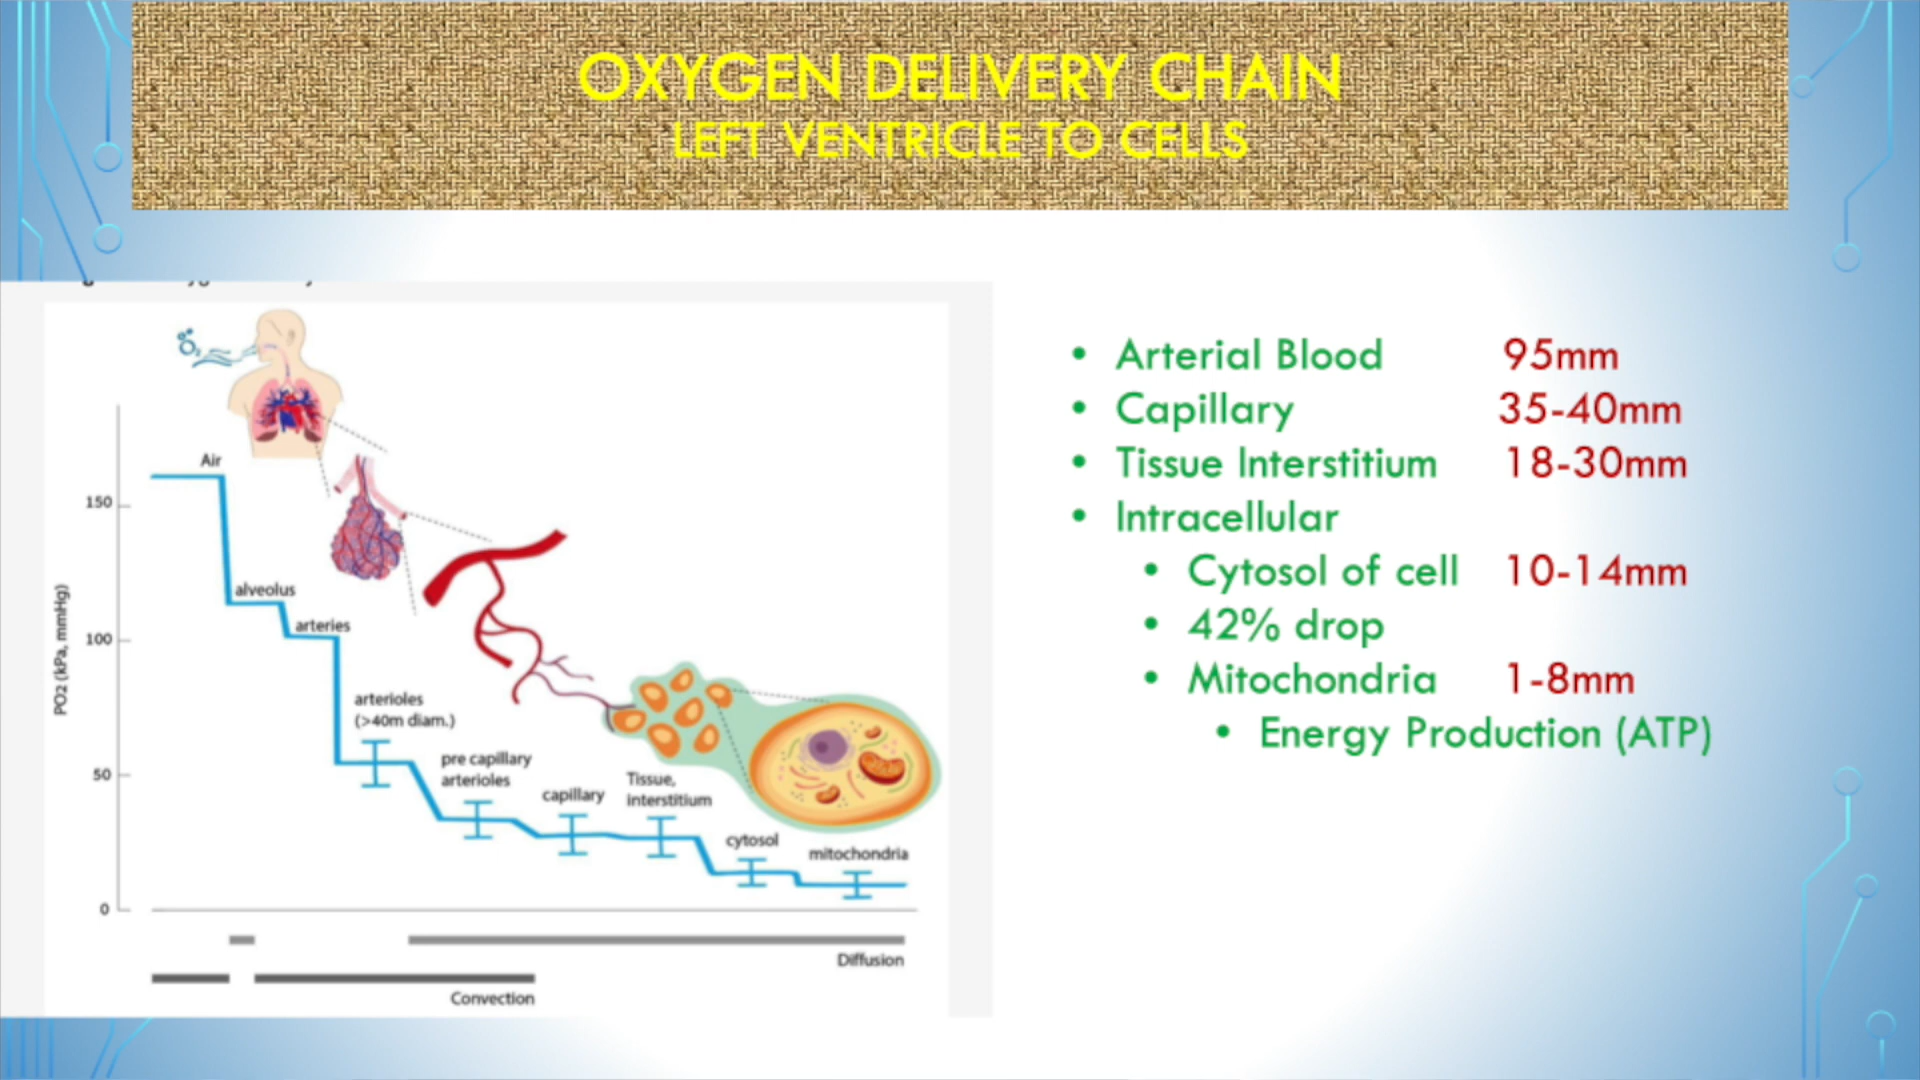 OXYGEN DELIVERY CHAIN
LEFT VENTRICLE TO CELLS
O2
Air
150
alveolus
arteries
100
PO2 (kPa, mmHg)
arterioles
(>40m diam.)
pre capillary
arterioles
50
capillary
Tissue,
interstitium
cytosol
mitochondria
0
Diffusion
Convection
• Arterial Blood 95mm
• Capillary 35-40mm
• Tissue Interstitium 18-30mm
• Intracellular
• Cytosol of cell 10-14mm
• 42% drop
• Mitochondria 1-8mm
• Energy Production (ATP)